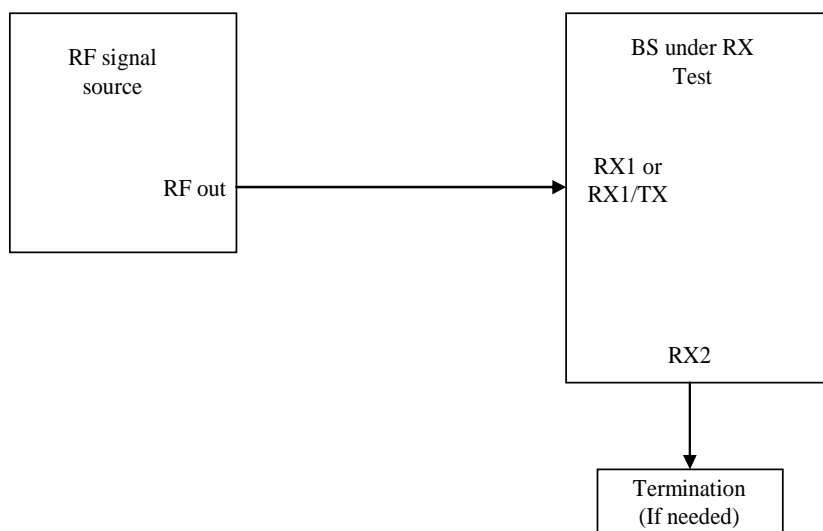 RF signal
source
RF out
BS under RX
Test
RX1 or
RX1/TX
RX2
Termination
(If needed)